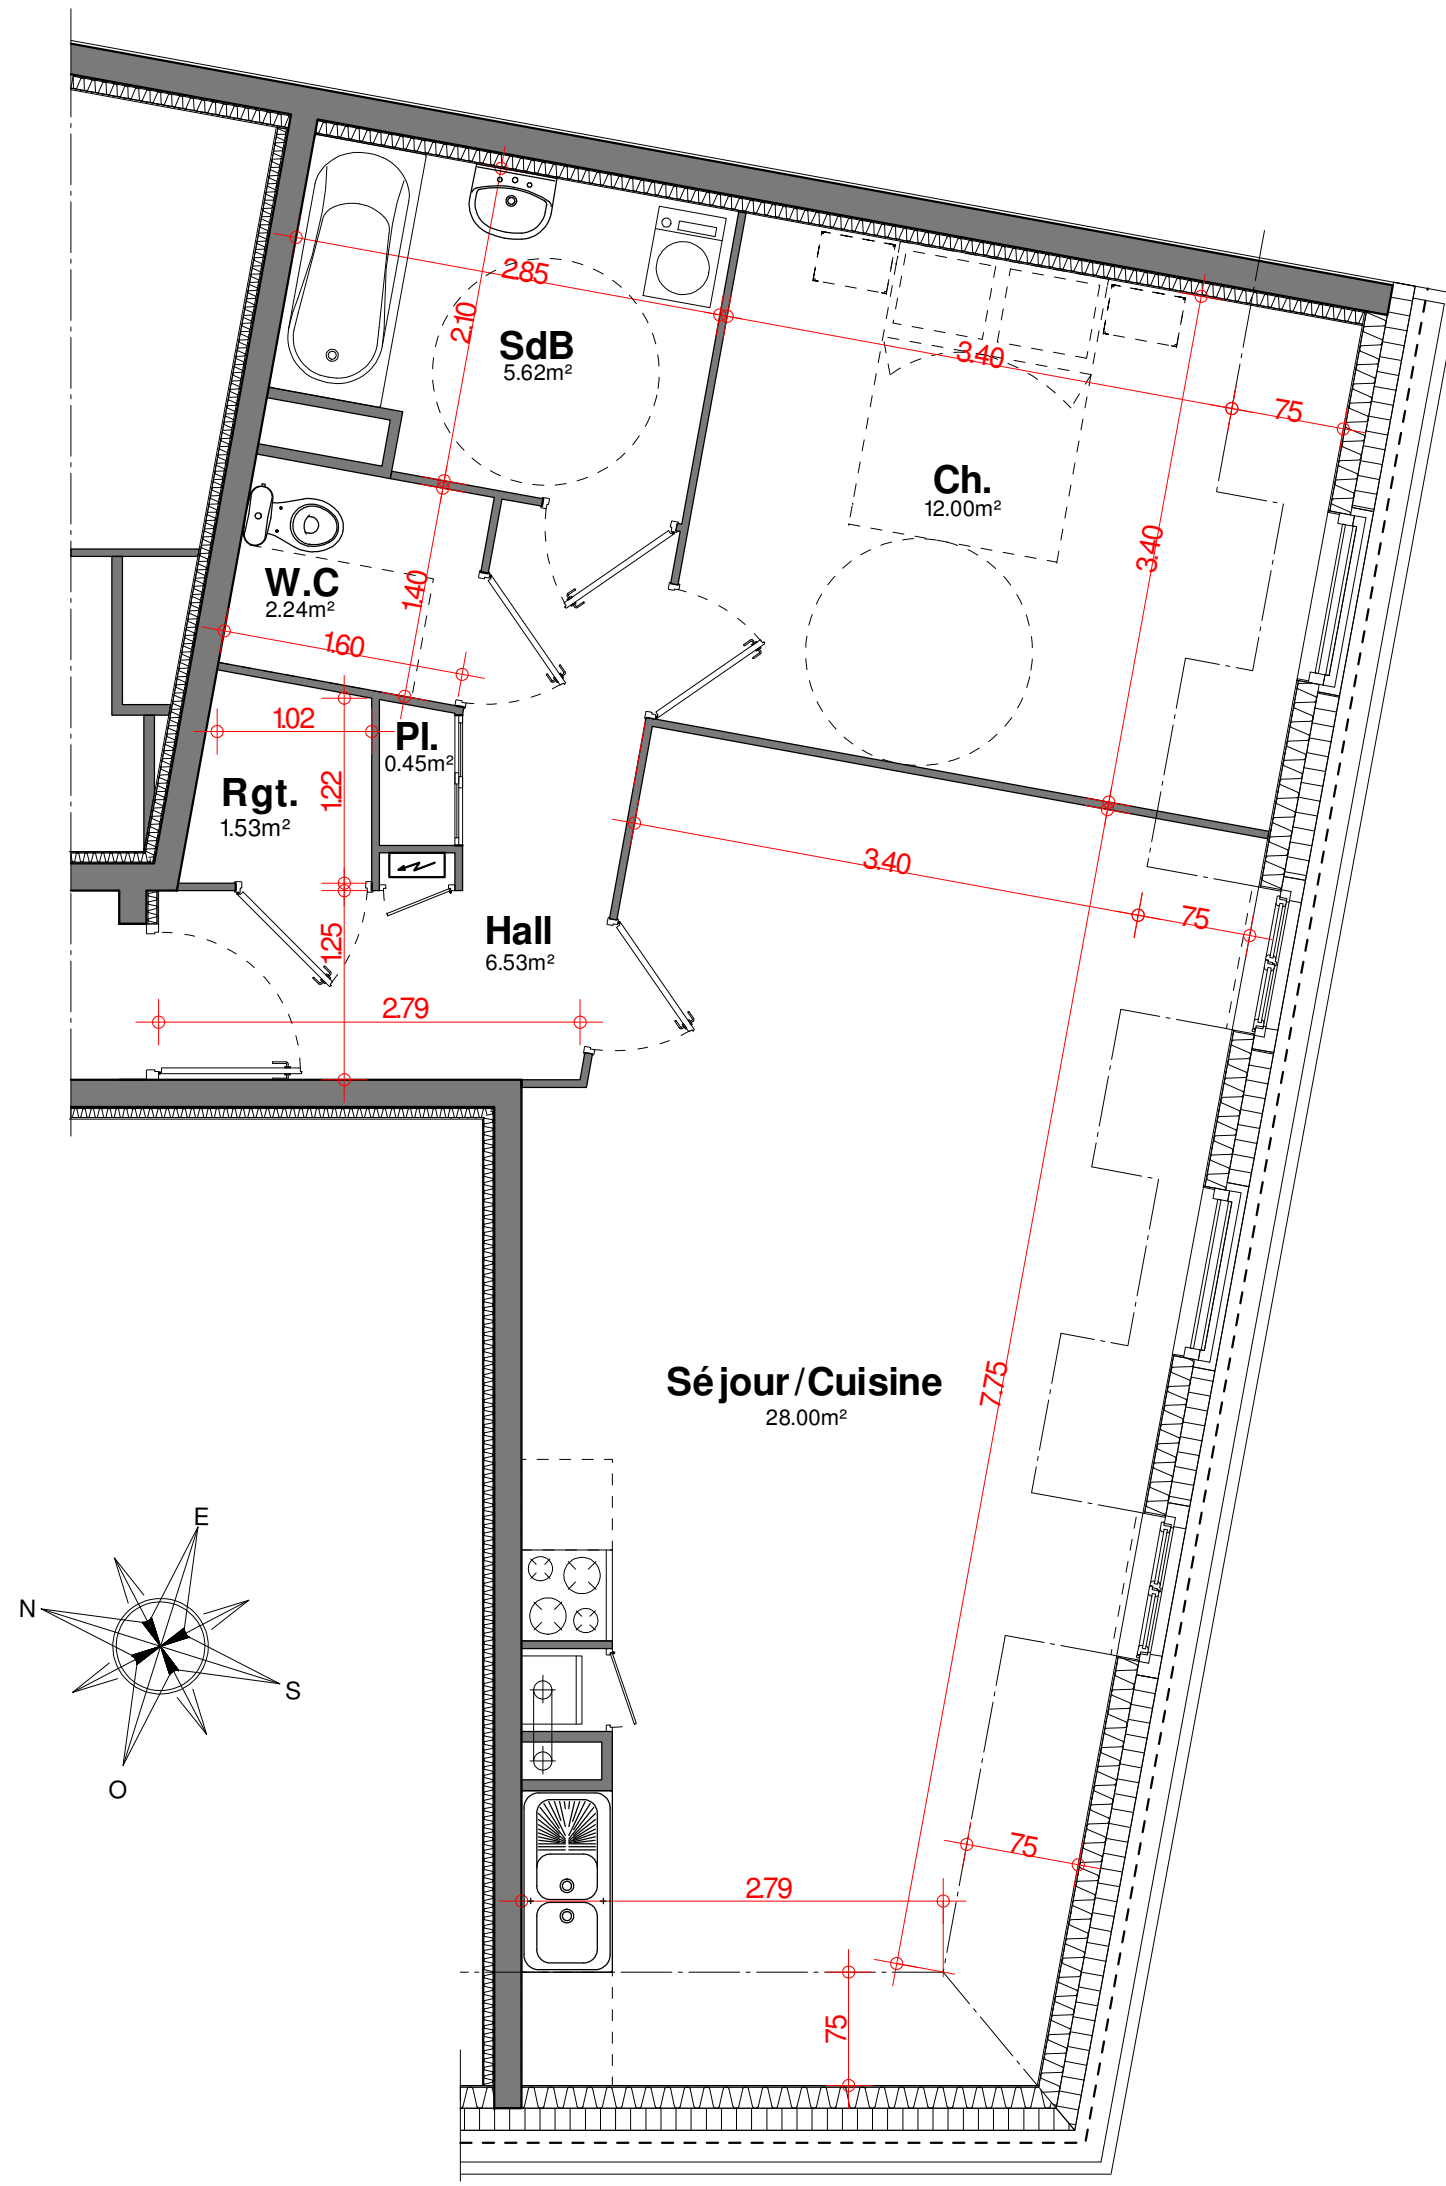 2.85
2.10
SdB
5.62m²
3.40
75
Ch.
12.00m²
3.40
W.C
2.24m²
1.40
1.60
1.02
Pl.
0.45m²
1.22
Rgt.
1.53m²
3.40
75
Hall
6.53m²
1.25
2.79
Séjour/Cuisine
28.00m²
7.75
E
N
S
O
75
2.79
75